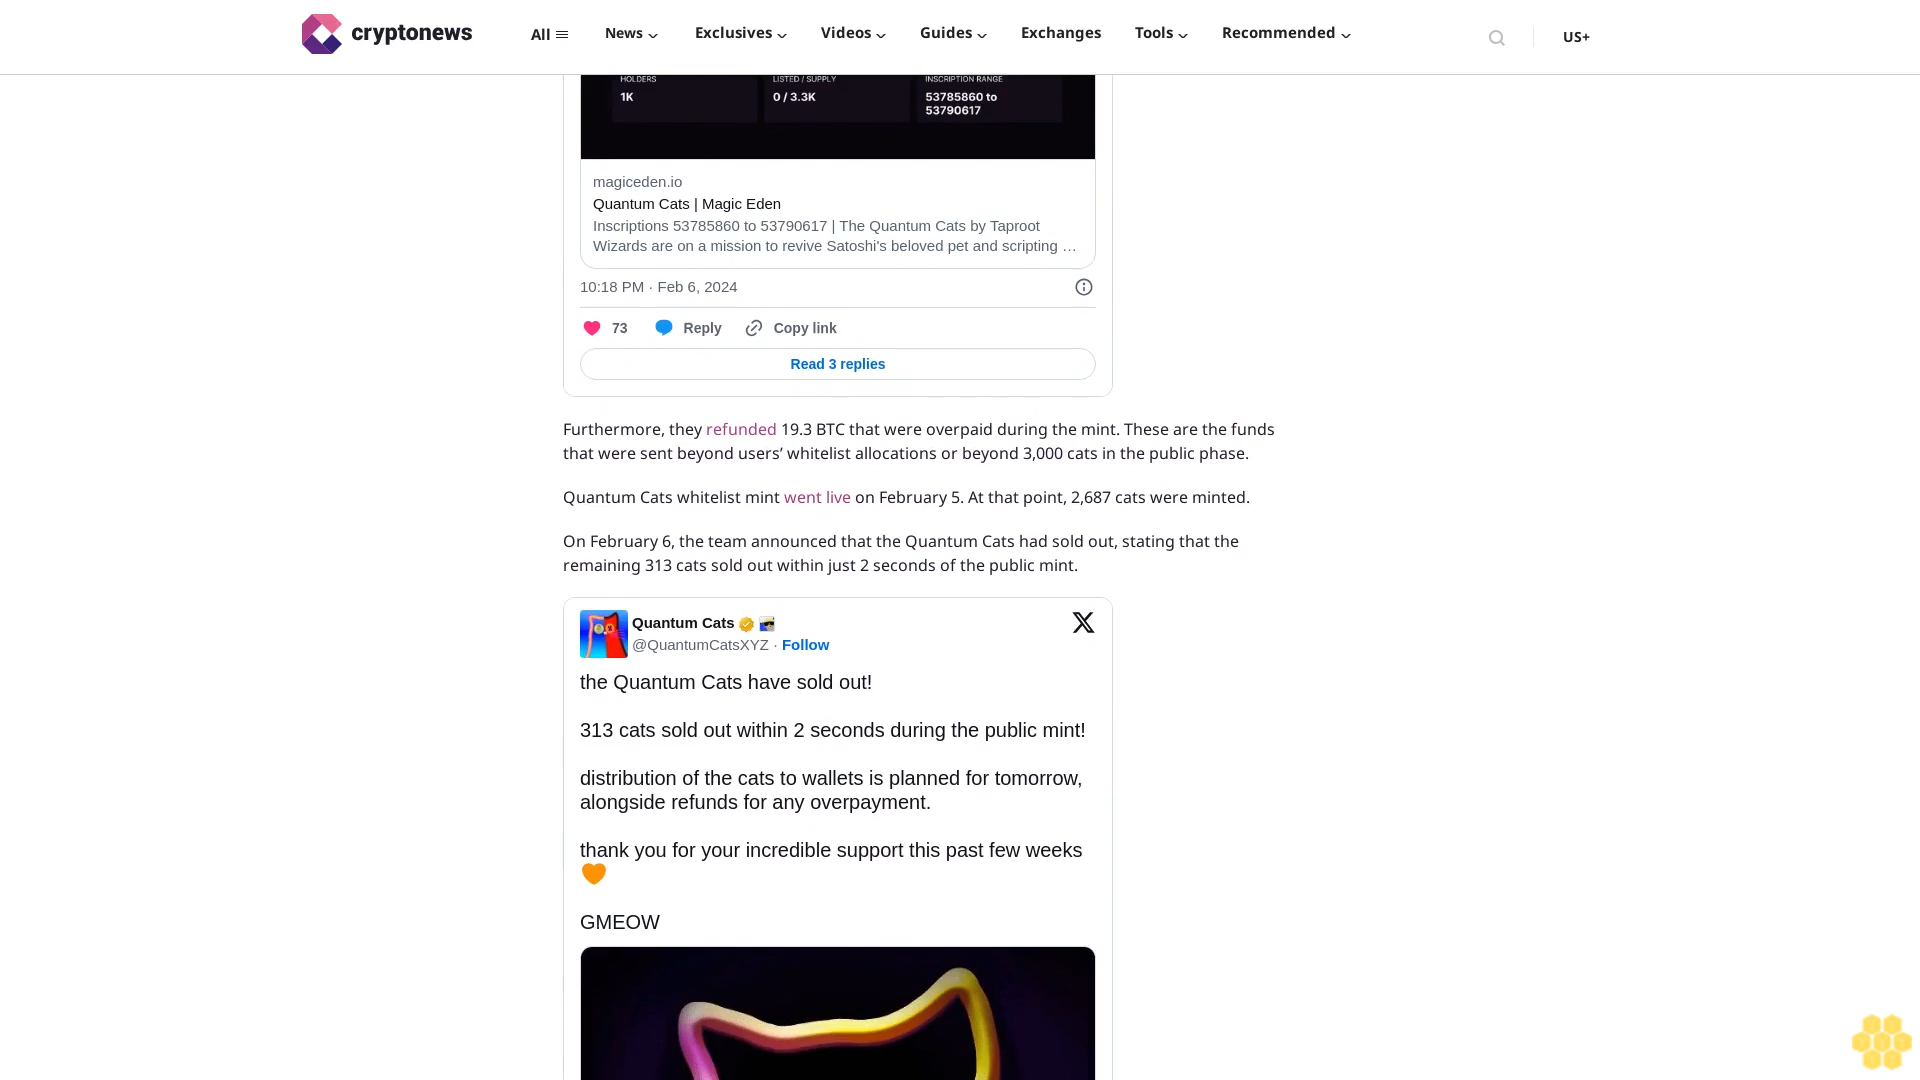 cryptonews
All
News
Exclusives
Videos
Guides
Exchanges
Tools
Recommended
US+
HOLDERS
LISTED / SUPPLY
INSCRIPTION RANGE
1K
0 / 3.3K
53785860 to
53790617
magiceden.io
Quantum Cats | Magic Eden
Inscriptions 53785860 to 53790617 | The Quantum Cats by Taproot
Wizards are on a mission to revive Satoshi's beloved pet and scripting …
10:18 PM · Feb 6, 2024
73
Reply
Copy link
Read 3 replies
Furthermore, they refunded 19.3 BTC that were overpaid during the mint. These are the funds
that were sent beyond users’ whitelist allocations or beyond 3,000 cats in the public phase.
Quantum Cats whitelist mint went live on February 5. At that point, 2,687 cats were minted.
On February 6, the team announced that the Quantum Cats had sold out, stating that the
remaining 313 cats sold out within just 2 seconds of the public mint.
Quantum Cats
@QuantumCatsXYZ · Follow
the Quantum Cats have sold out!
313 cats sold out within 2 seconds during the public mint!
distribution of the cats to wallets is planned for tomorrow,
alongside refunds for any overpayment.
thank you for your incredible support this past few weeks
🧡
GMEOW